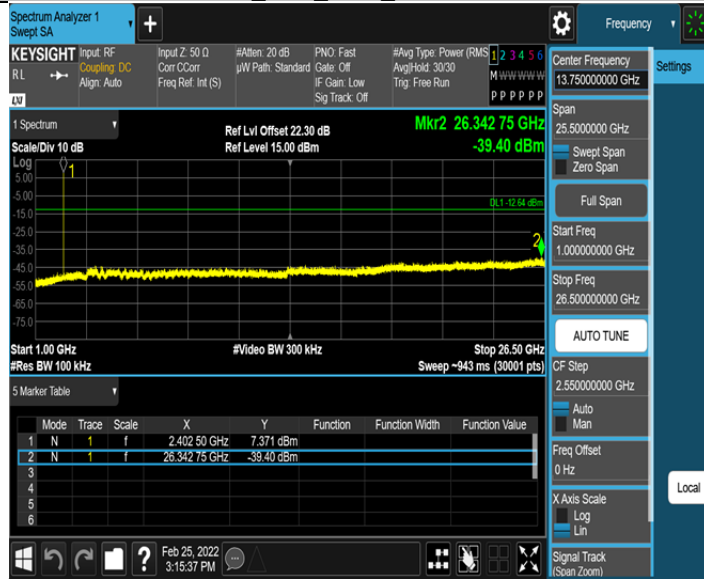 Spectrum Analyzer 1
Swept SA
+
Frequency
KEYSIGHT
RL
LXI
Input: RF
Coupling: DC
Align: Auto
Input Z: 50 Ω
Corr CCorr
Freq Ref: Int (S)
#Atten: 20 dB
µW Path: Standard
PNO: Fast
Gate: Off
IF Gain: Low
Sig Track: Off
#Avg Type: Power (RMS
Avg|Hold: 30/30
Trig: Free Run
1 2 3 4 5 6
M W W W W W
P P P P P P
1 Spectrum
Scale/Div 10 dB
Ref Lvl Offset 22.30 dB
Ref Level 15.00 dBm
Mkr2 26.342 75 GHz
-39.40 dBm
Log
5.00
-5.00
-15.0
-25.0
-35.0
-45.0
-55.0
-65.0
-75.0
1
DL1 -12.64 dBm
2
Start 1.00 GHz
#Res BW 100 kHz
#Video BW 300 kHz
Stop 26.50 GHz
Sweep ~943 ms (30001 pts)
5 Marker Table
Mode Trace Scale X Y Function Function Width Function Value
1 N 1 f 2.402 50 GHz 7.371 dBm
2 N 1 f 26.342 75 GHz -39.40 dBm
3
4
5
6
?
Feb 25, 2022
3:15:37 PM
Center Frequency
13.750000000 GHz
Span
25.5000000 GHz
Swept Span
Zero Span
Full Span
Start Freq
1.000000000 GHz
Stop Freq
26.500000000 GHz
AUTO TUNE
CF Step
2.550000000 GHz
Auto
Man
Freq Offset
0 Hz
X Axis Scale
Log
Lin
Signal Track
(Span Zoom)
Settings
Local